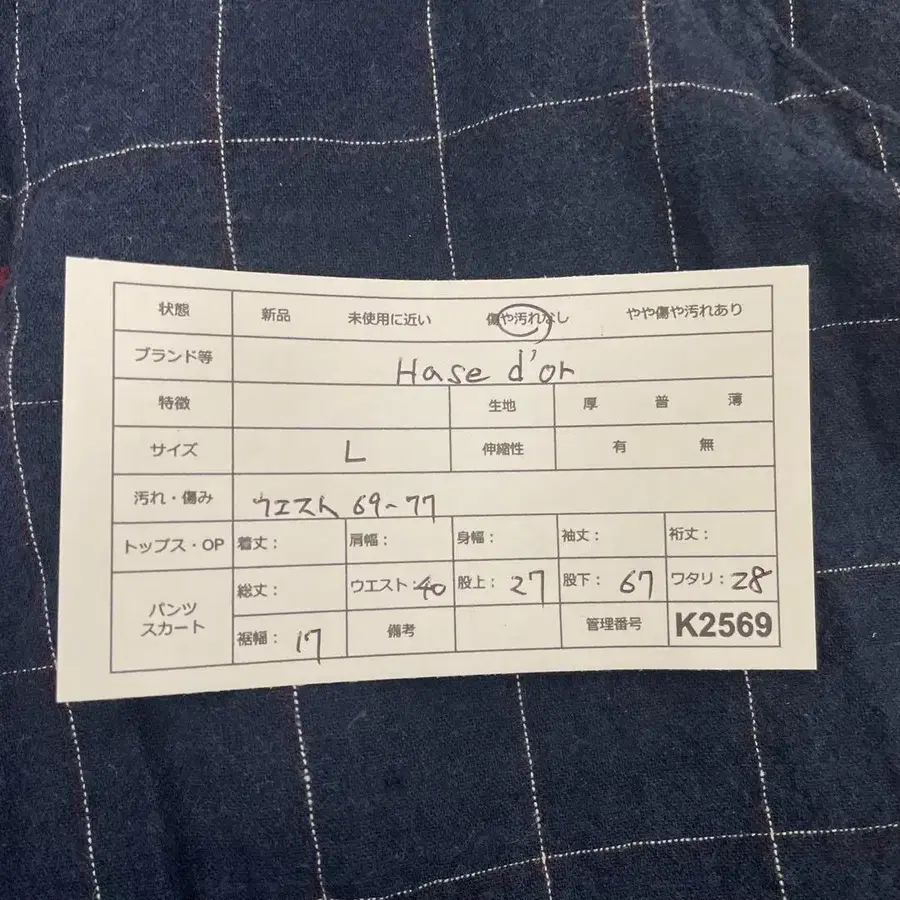 状態 新品 未使用に近い 傷や汚れなし やや傷や汚れあり
ブランド等 Hase d'or
特徴 生地 厚 普 薄
サイズ L 伸縮性 有 無
汚れ・傷み ウエスト 69~77
トップス・OP 着丈: 肩幅: 身幅: 袖丈: 裄丈:
パンツ スカート 総丈: ウエスト:40 股上:27 股下:67 ワタリ:28
裾幅:17 備考 管理番号 K2569